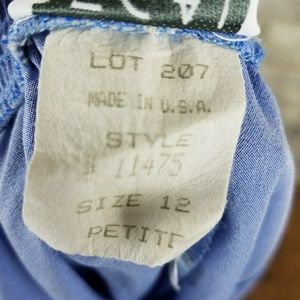 LOT 207
MADE IN U.S.A.
STYLE
11475
SIZE 12
PETITE